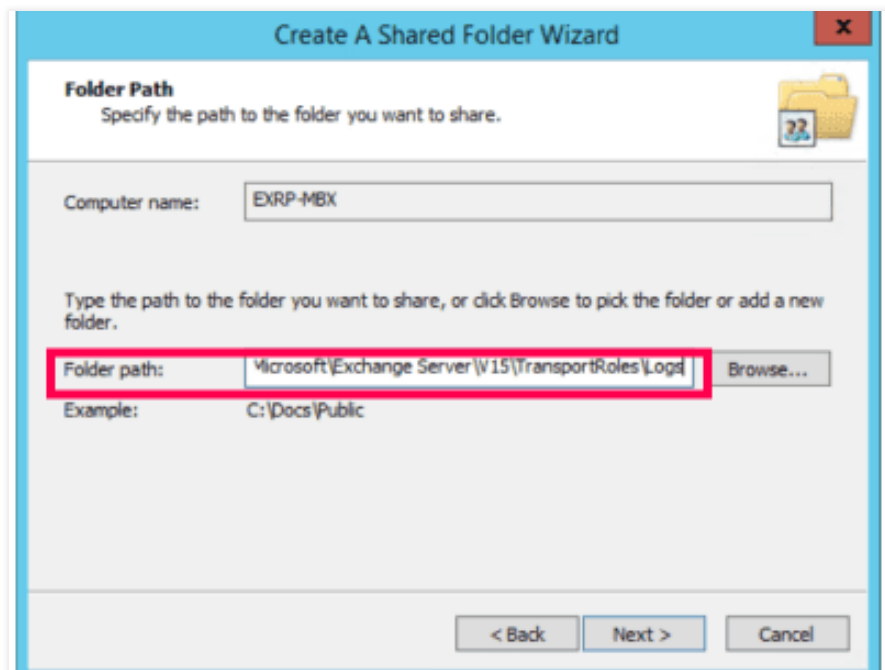 Create A Shared Folder Wizard
x
Folder Path
Specify the path to the folder you want to share.
Computer name:
EXRP-MBX
Type the path to the folder you want to share, or click Browse to pick the folder or add a new
folder.
Folder path:
Microsoft\Exchange Server\V15\TransportRoles\Logs
Browse...
Example:
C:\Docs\Public
< Back
Next >
Cancel